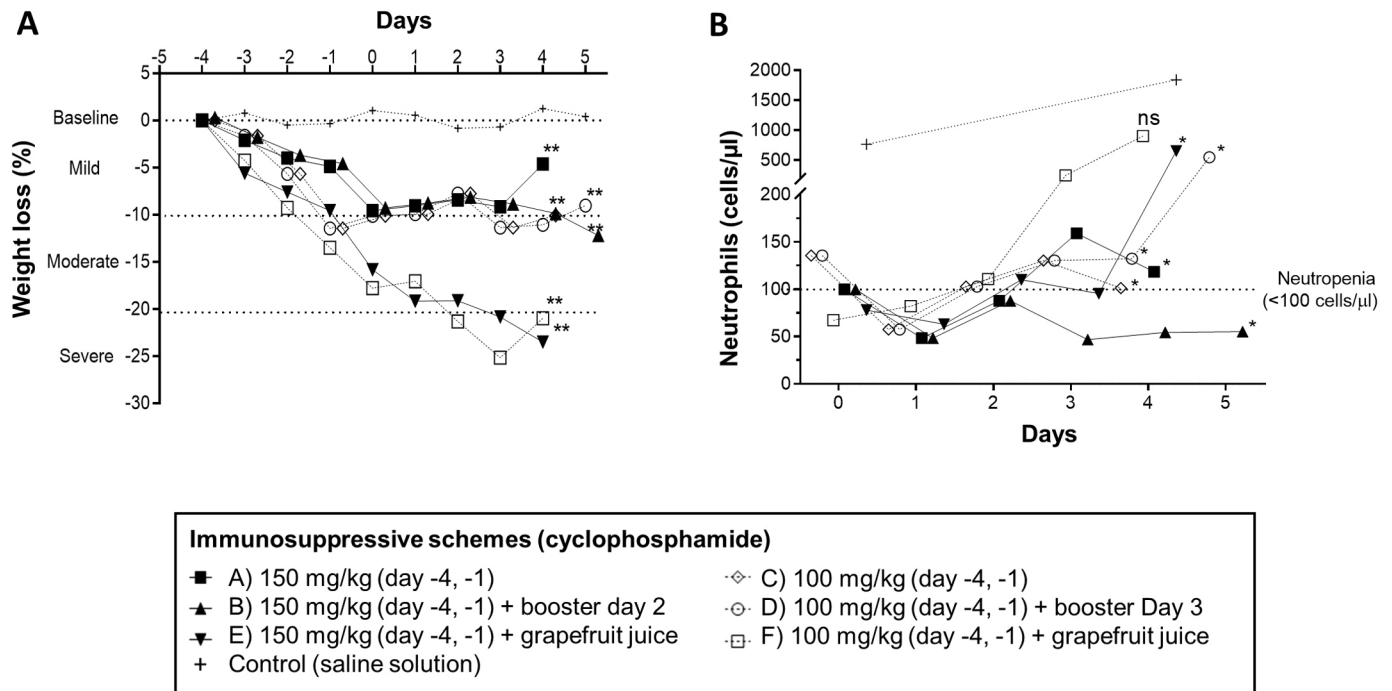 A
Days
-5 -4 -3 -2 -1 0 1 2 3 4 5
Weight loss (%)
5
Baseline 0
Mild
-5
-10
Moderate
-15
-20
Severe
-25
-30
** 
**
**
**
**
**
B
Neutrophils (cells/µl)
2000
1500
1000
500
200
150
100
50
0
ns
*
*
*
*
*
*
Neutropenia
(<100 cells/µl)
0 1 2 3 4 5
Days
Immunosuppressive schemes (cyclophosphamide)
A) 150 mg/kg (day -4, -1)
B) 150 mg/kg (day -4, -1) + booster day 2
E) 150 mg/kg (day -4, -1) + grapefruit juice
+ Control (saline solution)
C) 100 mg/kg (day -4, -1)
D) 100 mg/kg (day -4, -1) + booster Day 3
F) 100 mg/kg (day -4, -1) + grapefruit juice